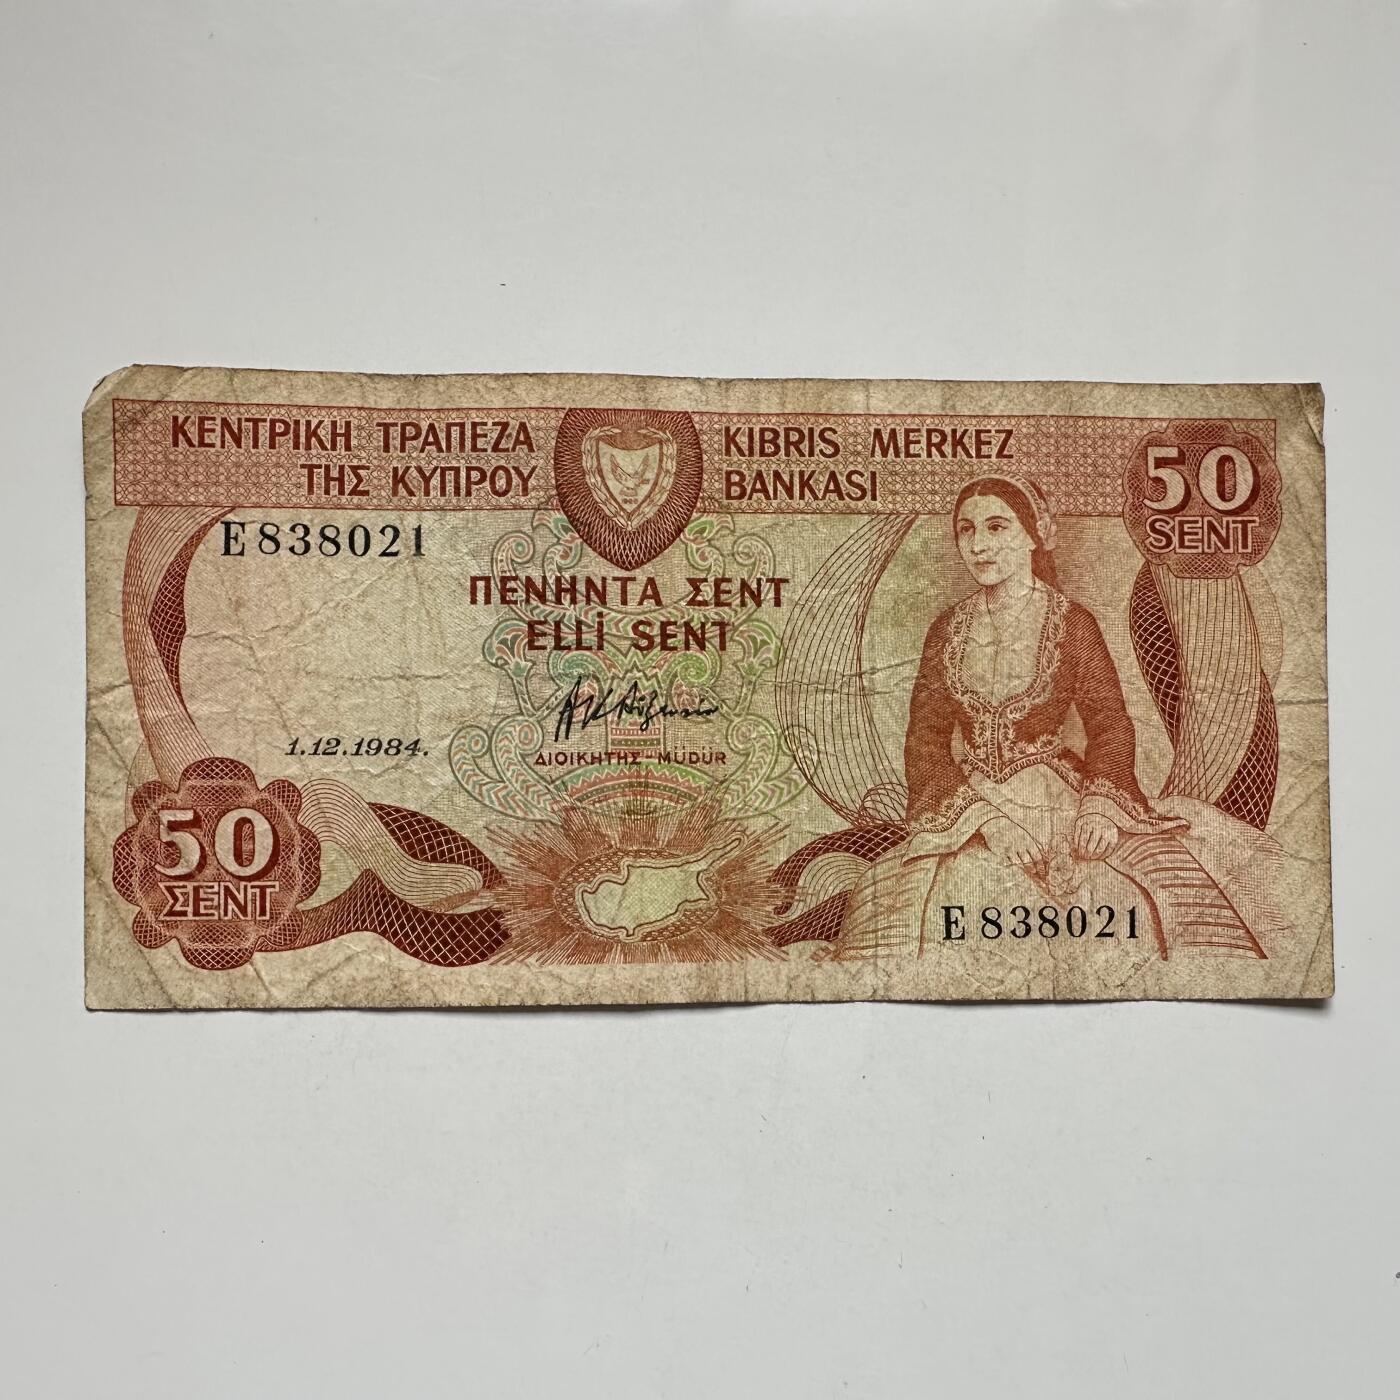 ΚΕΝΤΡΙΚΗ ΤΡΑΠΕΖΑ
ΤΗΣ ΚΥΠΡΟΥ
KIBRIS MERKEZ
BANKASI
50
SENT
E838021
ΠΕΝΗΝΤΑ ΣΕΝΤ
ELLİ SENT
1.12.1984.
ΔΙΟΙΚΗΤΗΣ - MÜDÜR
50
ΣΕΝΤ
E838021